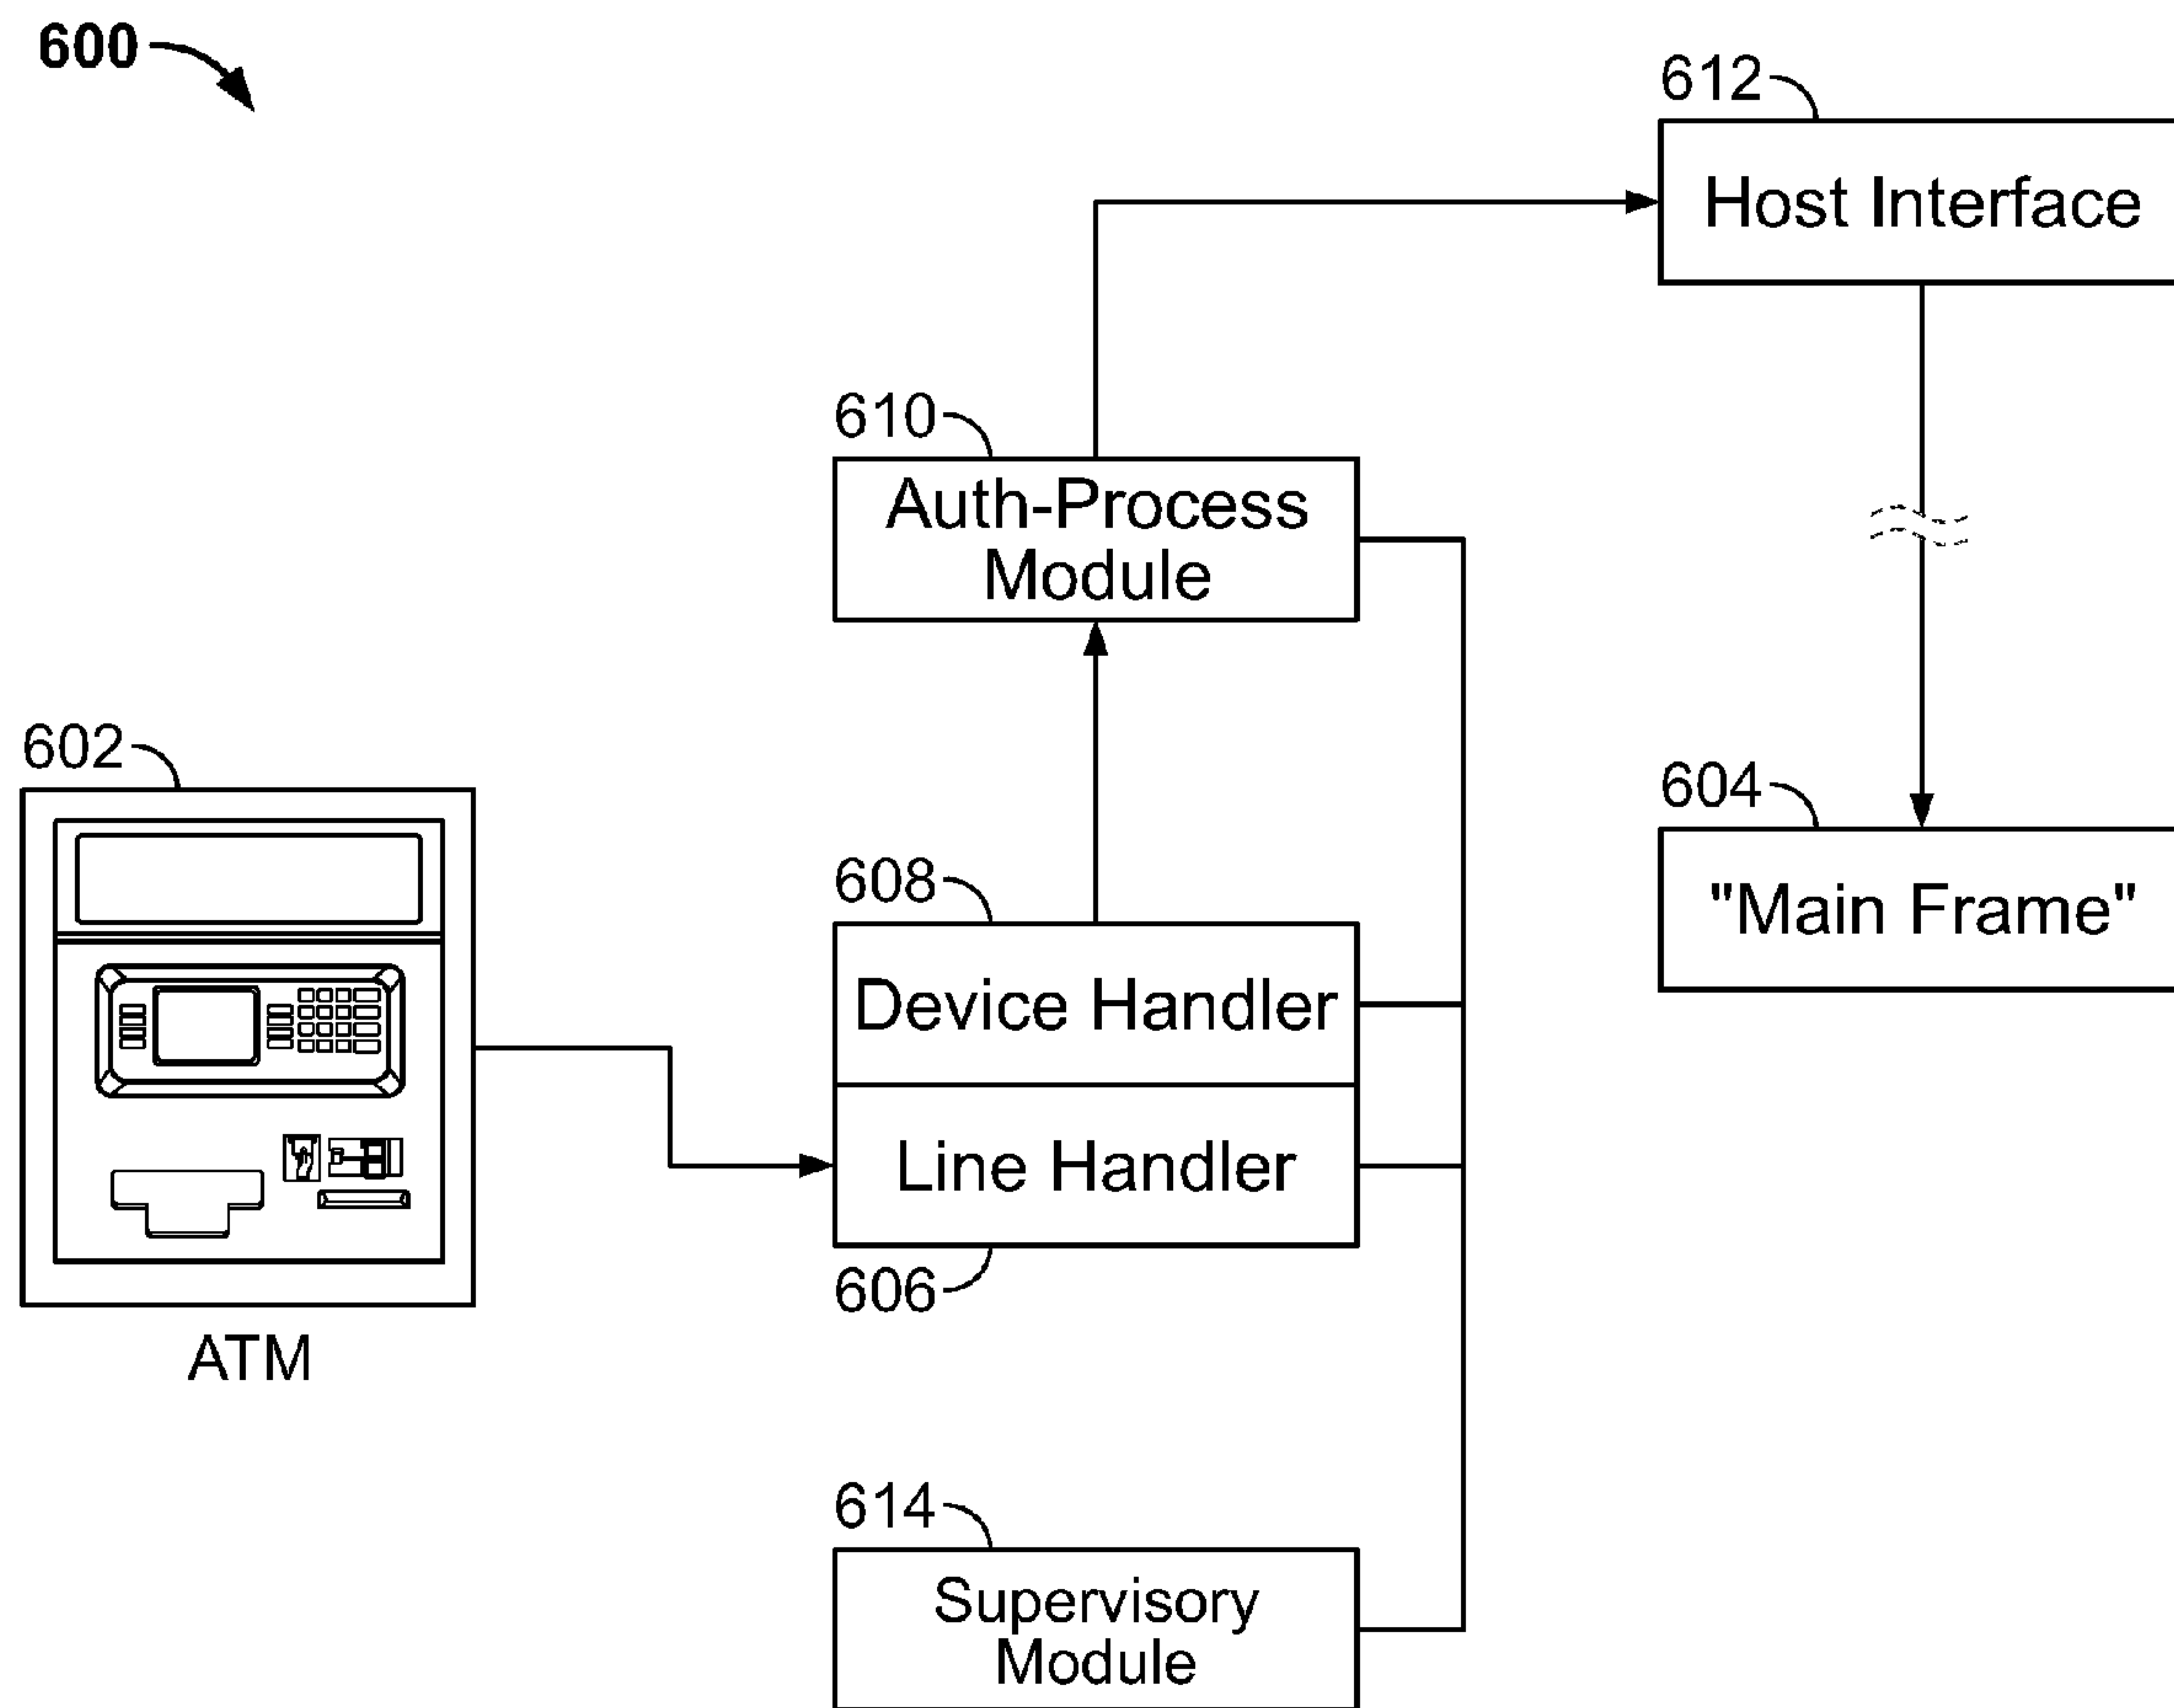 600
612
Host Interface
610
Auth-Process
Module
602
604
"Main Frame"
608
Device Handler
Line Handler
606
ATM
614
Supervisory
Module